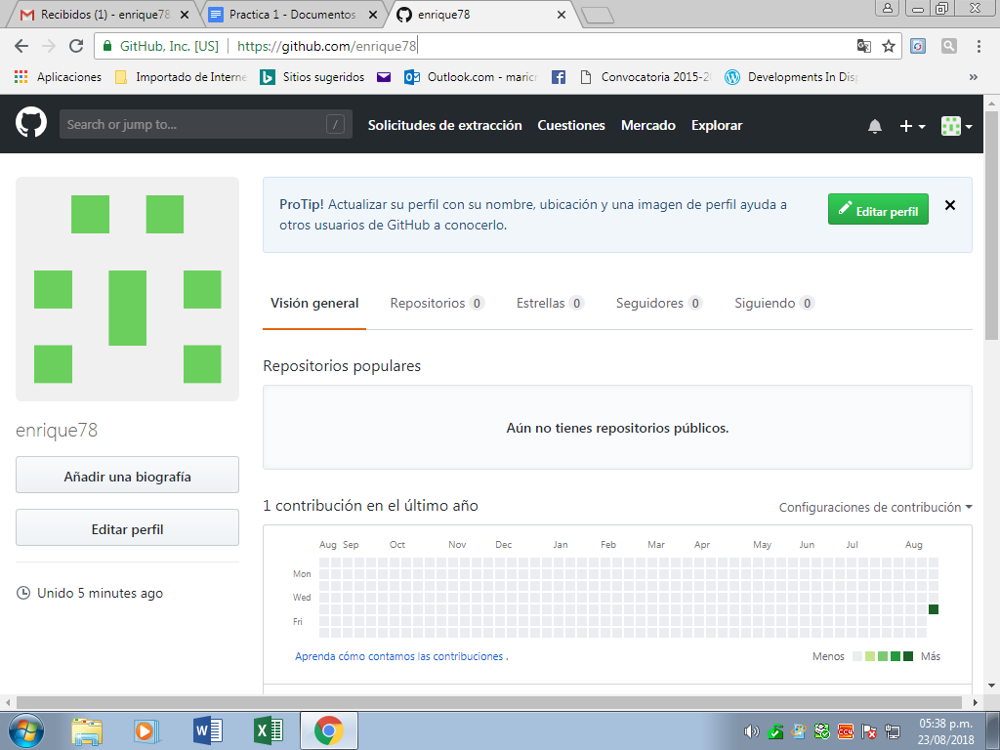 Recibidos (1) - enrique78
Practica 1 - Documentos
enrique78
GitHub, Inc. [US]
https://github.com/enrique78
Aplicaciones
Importado de Interne
Sitios sugeridos
Outlook.com - maric
Convocatoria 2015-2
Developments In Dis
»
Search or jump to...
/
Solicitudes de extracción
Cuestiones
Mercado
Explorar
ProTip! Actualizar su perfil con su nombre, ubicación y una imagen de perfil ayuda a
otros usuarios de GitHub a conocerlo.
Editar perfil
Visión general
Repositorios 0
Estrellas 0
Seguidores 0
Siguiendo 0
Repositorios populares
Aún no tienes repositorios públicos.
enrique78
Añadir una biografía
Editar perfil
Unido 5 minutes ago
1 contribución en el último año
Configuraciones de contribución
Aug Sep Oct Nov Dec Jan Feb Mar Apr May Jun Jul Aug
Mon
Wed
Fri
Aprenda cómo contamos las contribuciones .
Menos
Más
05:38 p.m.
23/08/2018